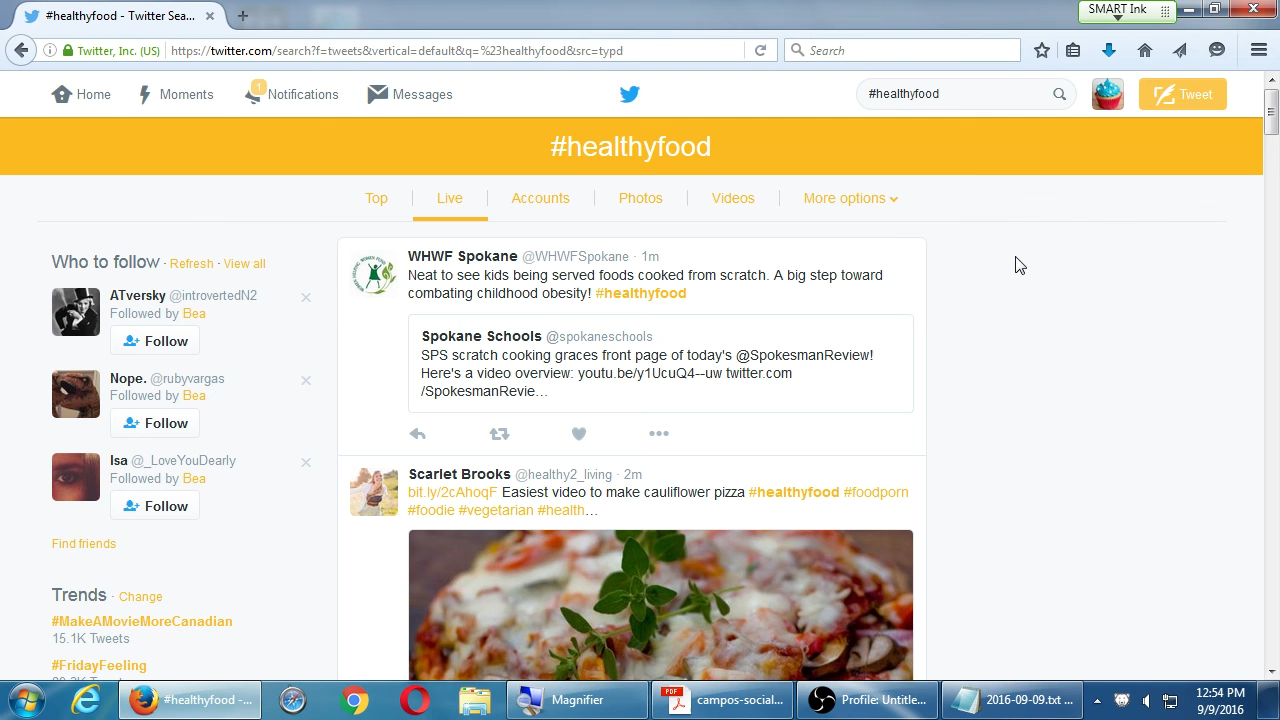 #healthyfood - Twitter Sea...
SMART Ink
Twitter, Inc. (US)
https://twitter.com/search?f=tweets&vertical=default&q=%23healthyfood&src=typd
Search
Home
Moments
1
Notifications
Messages
#healthyfood
Tweet
#healthyfood
Top
Live
Accounts
Photos
Videos
More options
Who to follow · Refresh · View all
ATversky @introvertedN2
Followed by Bea
Follow
Nope. @rubyvargas
Followed by Bea
Follow
Isa @_LoveYouDearly
Followed by Bea
Follow
Find friends
Trends · Change
#MakeAMovieMoreCanadian
15.1K Tweets
#FridayFeeling
WHWF Spokane @WHWFSpokane · 1m
Neat to see kids being served foods cooked from scratch. A big step toward
combating childhood obesity! #healthyfood
Spokane Schools @spokaneschools
SPS scratch cooking graces front page of today's @SpokesmanReview!
Here's a video overview: youtu.be/y1UcuQ4--uw twitter.com
/SpokesmanRevie…
Scarlet Brooks @healthy2_living · 2m
bit.ly/2cAhoqF Easiest video to make cauliflower pizza #healthyfood #foodporn
#foodie #vegetarian #health…
#healthyfood -...
Magnifier
PDF
campos-social...
Profile: Untitle...
2016-09-09.txt ...
12:54 PM
9/9/2016